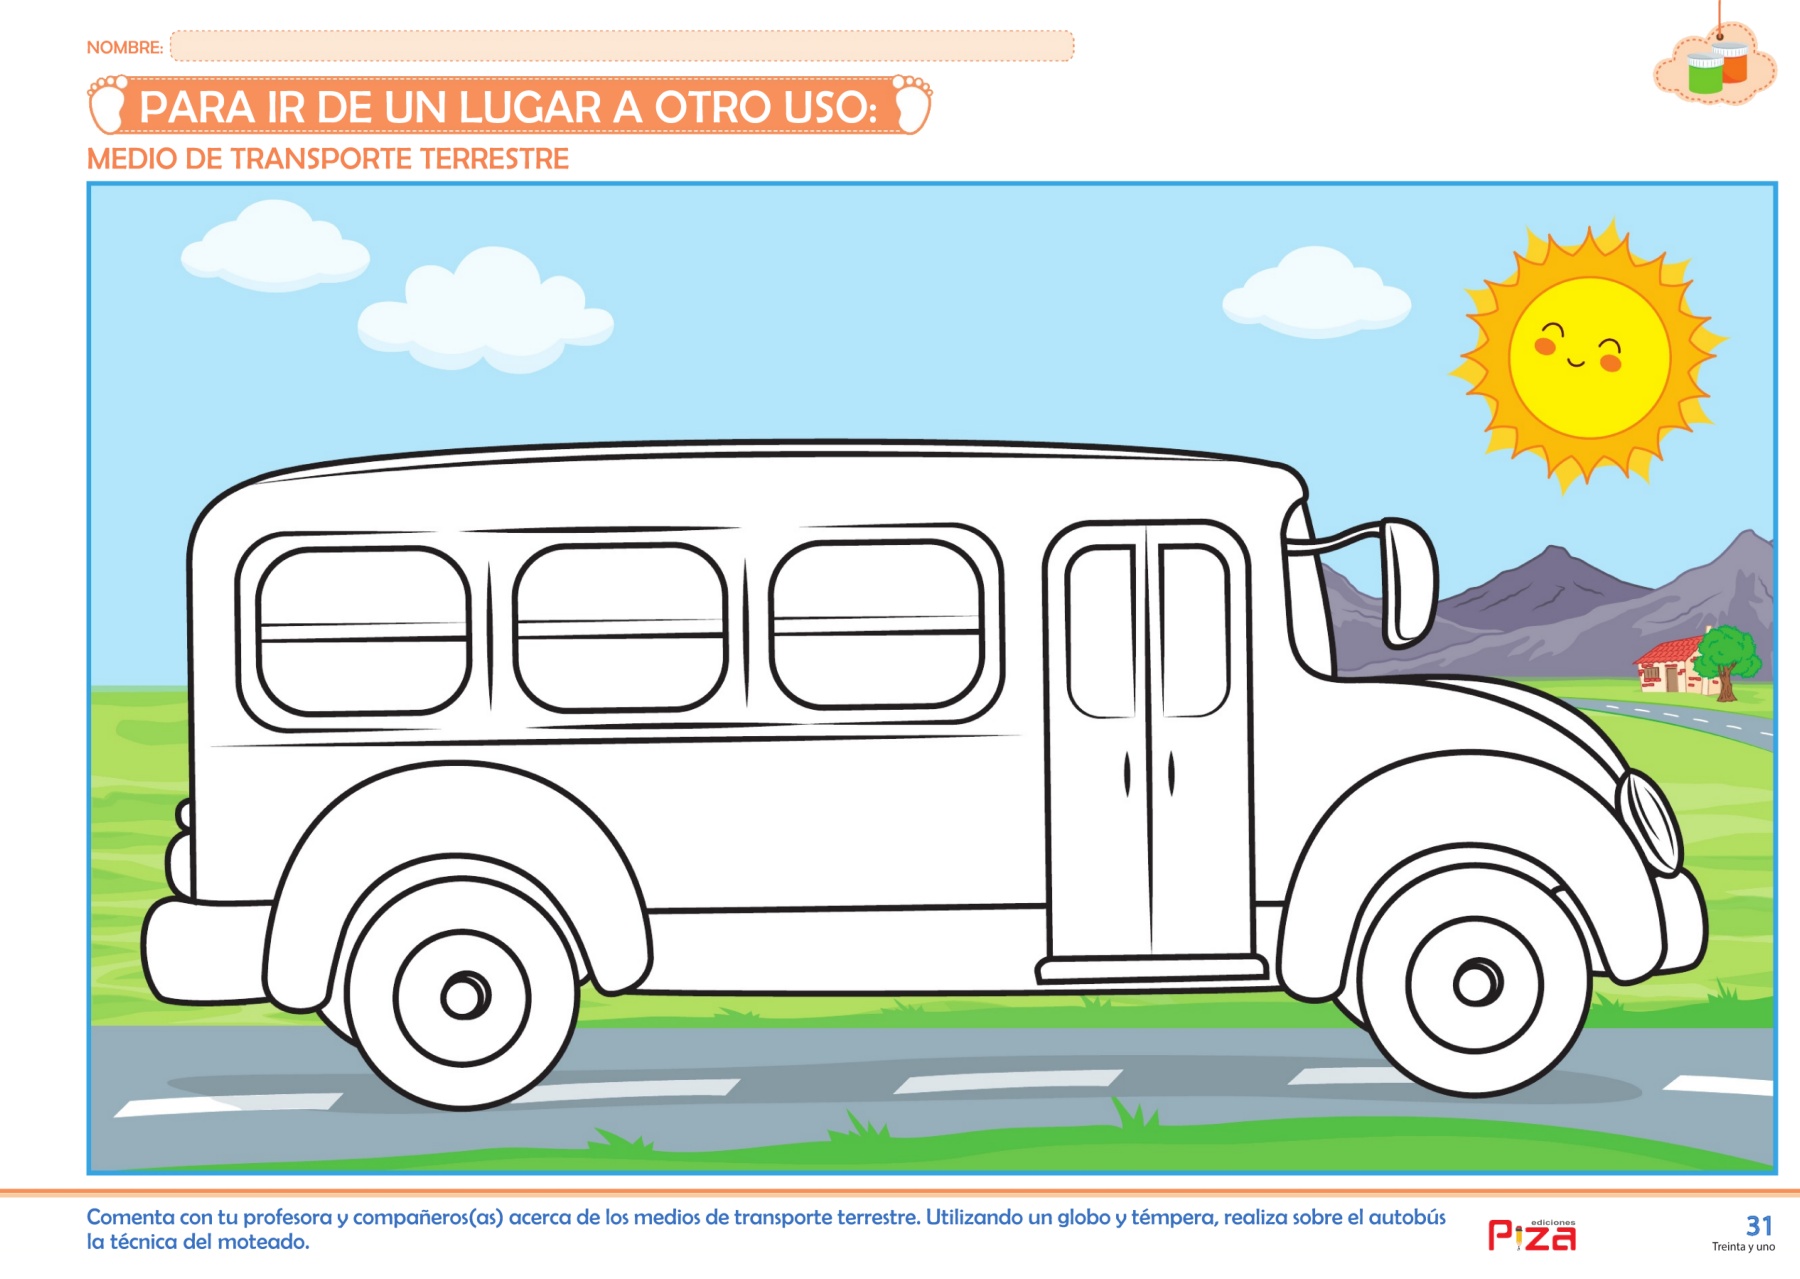 NOMBRE:
PARA IR DE UN LUGAR A OTRO USO:
MEDIO DE TRANSPORTE TERRESTRE
Comenta con tu profesora y compañeros(as) acerca de los medios de transporte terrestre. Utilizando un globo y témpera, realiza sobre el autobús
la técnica del moteado.
ediciones
PIZA
31
Treinta y uno